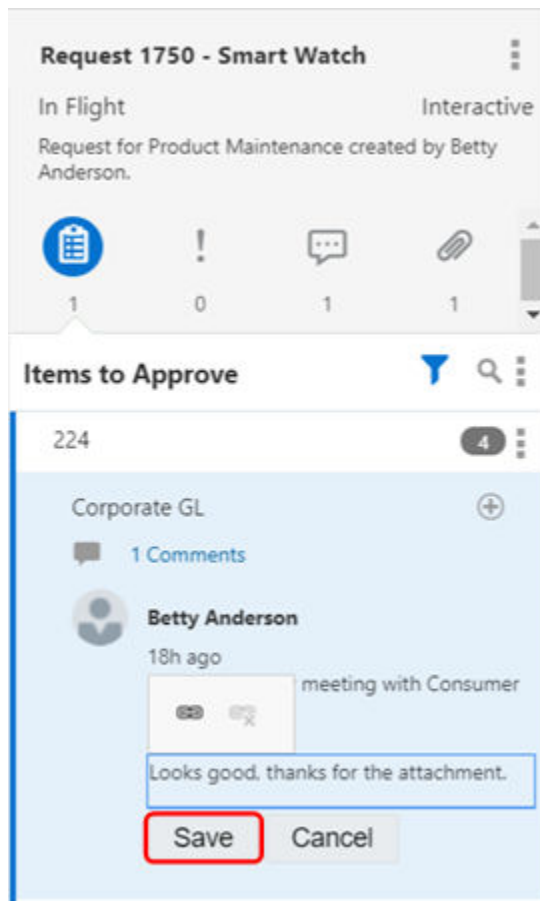 Request 1750 - Smart Watch
In Flight Interactive
Request for Product Maintenance created by Betty
Anderson.
1 0 1 1
Items to Approve
224 4
Corporate GL
1 Comments
Betty Anderson
18h ago
meeting with Consumer
Looks good, thanks for the attachment.
Save Cancel